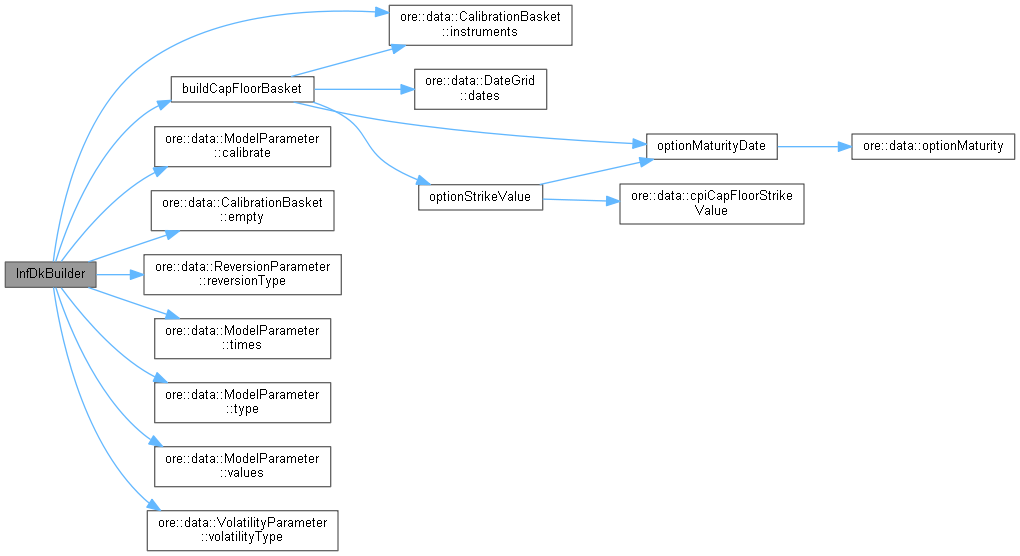 ore::data::CalibrationBasket
::instruments
buildCapFloorBasket
ore::data::DateGrid
::dates
ore::data::ModelParameter
::calibrate
optionMaturityDate
ore::data::optionMaturity
optionStrikeValue
ore::data::cpiCapFloorStrike
Value
ore::data::CalibrationBasket
::empty
InfDkBuilder
ore::data::ReversionParameter
::reversionType
ore::data::ModelParameter
::times
ore::data::ModelParameter
::type
ore::data::ModelParameter
::values
ore::data::VolatilityParameter
::volatilityType